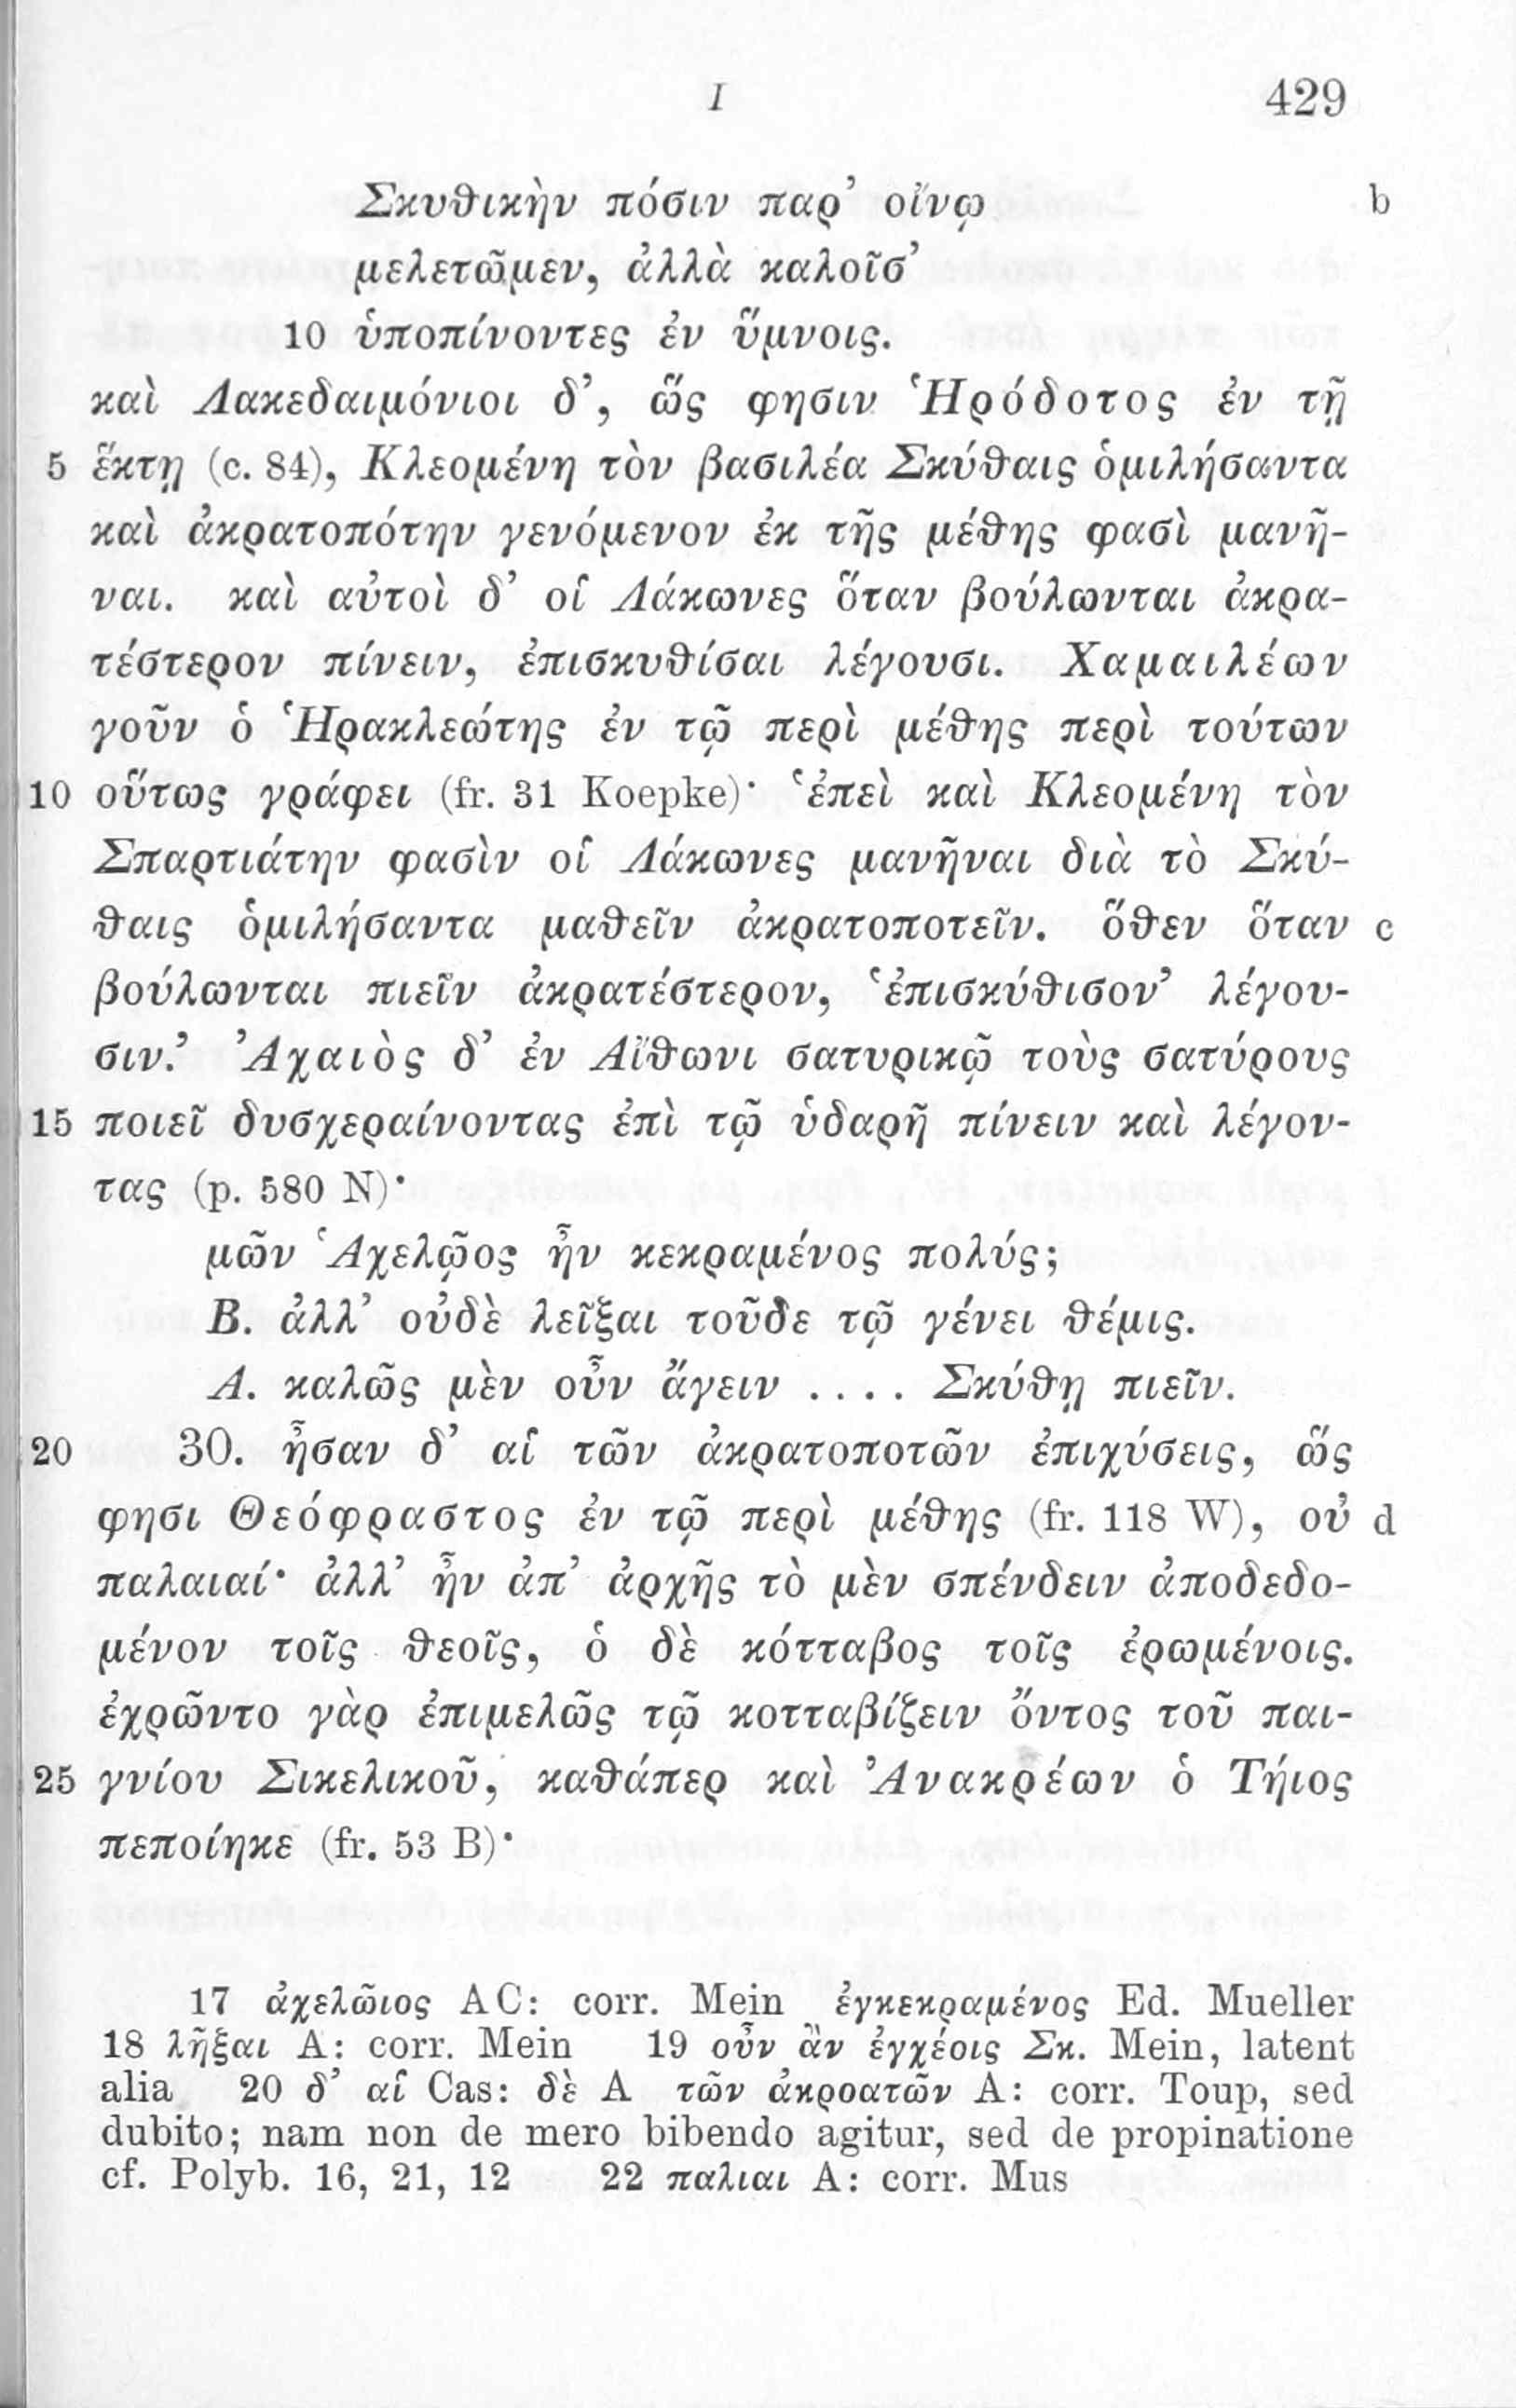 I 429
Σκυθικὴν πόσιν παρ’ οἴνῳ b
μελετῶμεν, ἀλλὰ καλοῖσ’
10 ὑποπίνοντες ἐν ὕμνοις.
καὶ Λακεδαιμόνιοι δ’, ὥς φησιν Ἡρόδοτος ἐν τῇ
5 ἕκτῃ (c. 84), Κλεομένη τὸν βασιλέα Σκύθαις ὁμιλήσαντα
καὶ ἀκρατοπότην γενόμενον ἐκ τῆς μέθης φασὶ μανῆ-
ναι. καὶ αὐτοὶ δ’ οἱ Λάκωνες ὅταν βούλωνται ἀκρα-
τέστερον πίνειν, ἐπισκυθίσαι λέγουσι. Χαμαιλέων
γοῦν ὁ Ἡρακλεώτης ἐν τῷ περὶ μέθης περὶ τούτων
10 οὕτως γράφει (fr. 31 Koepke)· ‘ἐπεὶ καὶ Κλεομένη τὸν
Σπαρτιάτην φασὶν οἱ Λάκωνες μανῆναι διὰ τὸ Σκύ-
θαις ὁμιλήσαντα μαθεῖν ἀκρατοποτεῖν. ὅθεν ὅταν c
βούλωνται πιεῖν ἀκρατέστερον, ‘ἐπισκύθισον’ λέγου-
σιν.’ Ἀχαιὸς δ’ ἐν Αἴθωνι σατυρικῷ τοὺς σατύρους
15 ποιεῖ δυσχεραίνοντας ἐπὶ τῷ ὑδαρῆ πίνειν καὶ λέγον-
τας (p. 580 N)·
μῶν Ἁχελῷος ἦν κεκραμένος πολύς;
B. ἀλλ’ οὐδὲ λεῖξαι τοῦδε τῷ γένει θέμις.
A. καλῶς μὲν οὖν ἄγειν .... Σκύθῃ πιεῖν.
20 30. ἦσαν δ’ αἱ τῶν ἀκρατοποτῶν ἐπιχύσεις, ὥς
φησι Θεόφραστος ἐν τῷ περὶ μέθης (fr. 118 W), οὐ d
παλαιαί· ἀλλ’ ἦν ἀπ’ ἀρχῆς τὸ μὲν σπένδειν ἀποδεδο-
μένον τοῖς θεοῖς, ὁ δὲ κότταβος τοῖς ἐρωμένοις.
ἐχρῶντο γὰρ ἐπιμελῶς τῷ κοτταβίζειν ὄντος τοῦ παι-
25 γνίου Σικελικοῦ, καθάπερ καὶ Ἀνακρέων ὁ Τήιος
πεποίηκε (fr. 53 B)·
17 ἀχελῶιος AC: corr. Mein ἐγκεκραμένος Ed. Mueller
18 λῆξαι A: corr. Mein 19 οὖν ἂν ἐγχέοις Σκ. Mein, latent
alia 20 δ’ αἱ Cas: δὲ A τῶν ἀκροατῶν A: corr. Toup, sed
dubito; nam non de mero bibendo agitur, sed de propinatione
cf. Polyb. 16, 21, 12 22 παλιαι A: corr. Mus